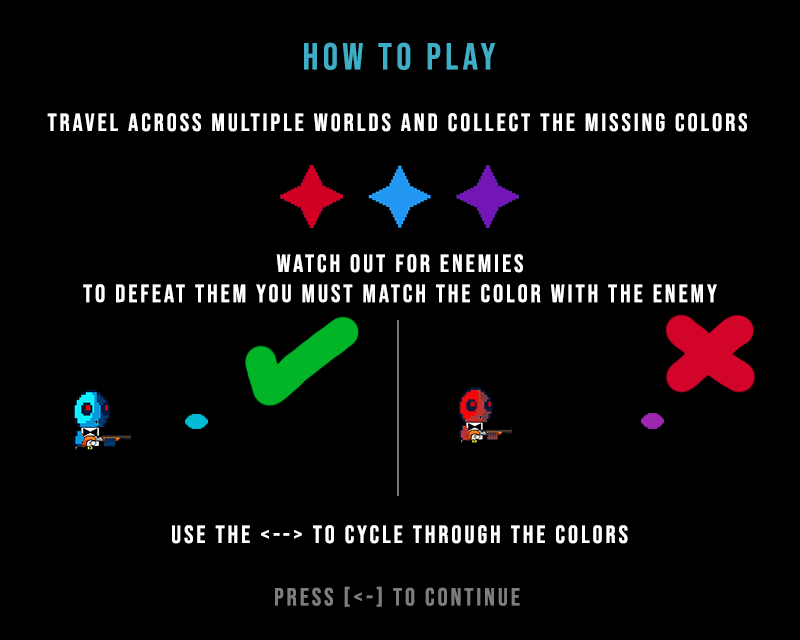 HOW TO PLAY
TRAVEL ACROSS MULTIPLE WORLDS AND COLLECT THE MISSING COLORS
WATCH OUT FOR ENEMIES
TO DEFEAT THEM YOU MUST MATCH THE COLOR WITH THE ENEMY
USE THE <--> TO CYCLE THROUGH THE COLORS
PRESS [<-] TO CONTINUE